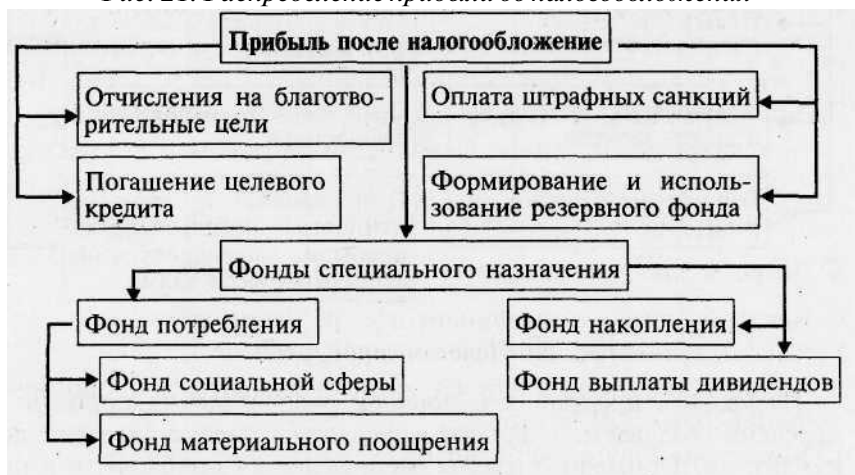 Прибыль после налогообложение
Отчисления на благотво-
рительные цели
Оплата штрафных санкций
Погашение целевого
кредита
Формирование и исполь-
зование резервного фонда
Фонды специального назначения
Фонд потребления
Фонд накопления
Фонд социальной сферы
Фонд выплаты дивидендов
Фонд материального поощрения